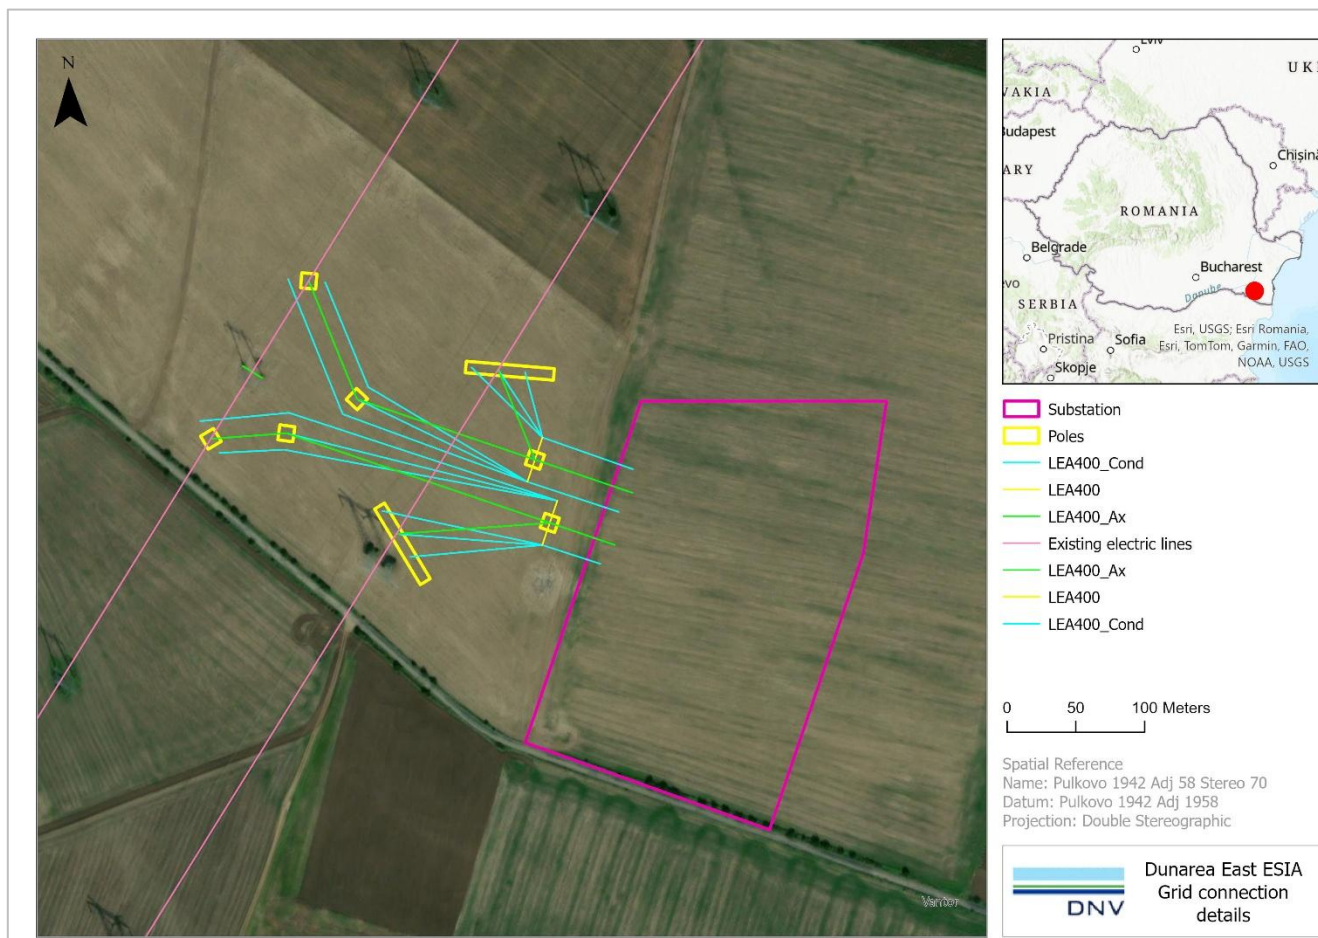 N
Vantor
LVIV
UKI
VAKIA
Budapest
Chișină
ARY
ROMANIA
Belgrade
Bucharest
evo
Danube
SERBIA
Esri, USGS; Esri Romania,
Pristina
Sofia
Esri, TomTom, Garmin, FAO,
NOAA, USGS
Skopje
Substation
Poles
LEA400_Cond
LEA400
LEA400_Ax
Existing electric lines
LEA400_Ax
LEA400
LEA400_Cond
0 50 100 Meters
Spatial Reference
Name: Pulkovo 1942 Adj 58 Stereo 70
Datum: Pulkovo 1942 Adj 1958
Projection: Double Stereographic
DNV
Dunarea East ESIA
Grid connection
details